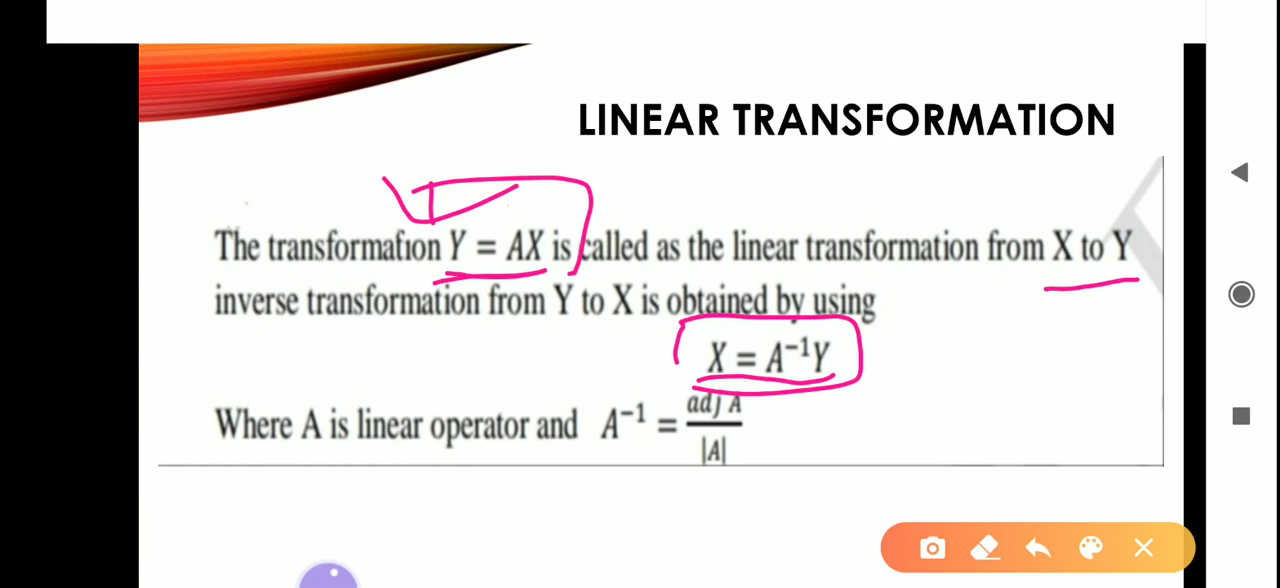 LINEAR TRANSFORMATION
The transformation Y = AX is called as the linear transformation from X to Y
inverse transformation from Y to X is obtained by using
X = A⁻¹Y
Where A is linear operator and A⁻¹ = adj A / |A|